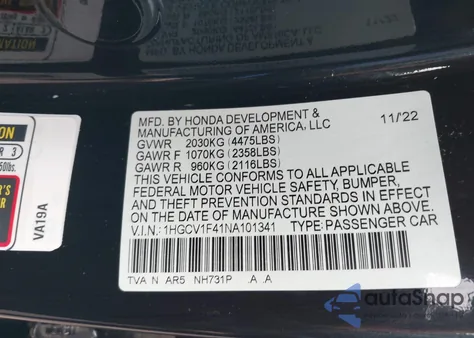 MFD. BY HONDA DEVELOPMENT & 11/22
MANUFACTURING OF AMERICA, LLC
GVWR 2030KG (4475LBS)
GAWR F 1070KG (2358LBS)
GAWR R 960KG (2116LBS)
THIS VEHICLE CONFORMS TO ALL APPLICABLE
FEDERAL MOTOR VEHICLE SAFETY, BUMPER,
AND THEFT PREVENTION STANDARDS IN EFFECT
ON THE DATE OF MANUFACTURE SHOWN ABOVE.
V.I.N.: 1HGCV1F41NA101341 TYPE: PASSENGER CAR
TVA N AR5 NH731P .A .A
VA19A
autoSnap